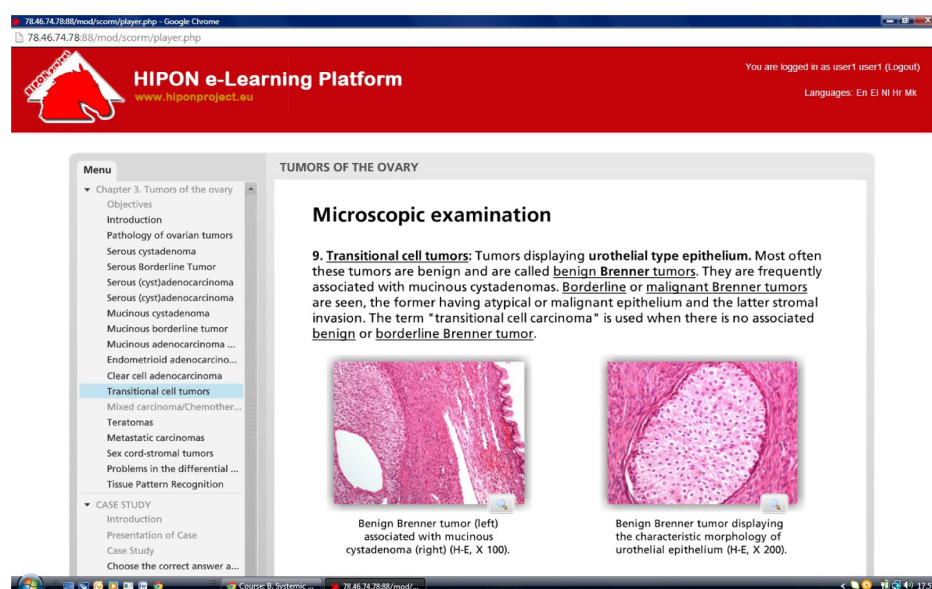 78.46.74.78:88/mod/scorm/player.php - Google Chrome
78.46.74.78:88/mod/scorm/player.php
HIPON e-Learning Platform
www.hiponproject.eu
You are logged in as user1 user1 (Logout)
Languages: En El Nl Hr Mk
Menu
Chapter 3. Tumors of the ovary
Objectives
Introduction
Pathology of ovarian tumors
Serous cystadenoma
Serous Borderline Tumor
Serous (cyst)adenocarcinoma
Serous (cyst)adenocarcinoma
Mucinous cystadenoma
Mucinous borderline tumor
Mucinous adenocarcinoma ...
Endometrioid adenocarcino...
Clear cell adenocarcinoma
Transitional cell tumors
Mixed carcinoma/Chemother...
Teratomas
Metastatic carcinomas
Sex cord-stromal tumors
Problems in the differential ...
Tissue Pattern Recognition
CASE STUDY
Introduction
Presentation of Case
Case Study
Choose the correct answer a...
TUMORS OF THE OVARY
Microscopic examination
9. Transitional cell tumors: Tumors displaying urothelial type epithelium. Most often
these tumors are benign and are called benign Brenner tumors. They are frequently
associated with mucinous cystadenomas. Borderline or malignant Brenner tumors
are seen, the former having atypical or malignant epithelium and the latter stromal
invasion. The term "transitional cell carcinoma" is used when there is no associated
benign or borderline Brenner tumor.
Benign Brenner tumor (left)
associated with mucinous
cystadenoma (right) (H-E, X 100).
Benign Brenner tumor displaying
the characteristic morphology of
urothelial epithelium (H-E, X 200).
Course: B. Systemic ...
78.46.74.78:88/mod/...